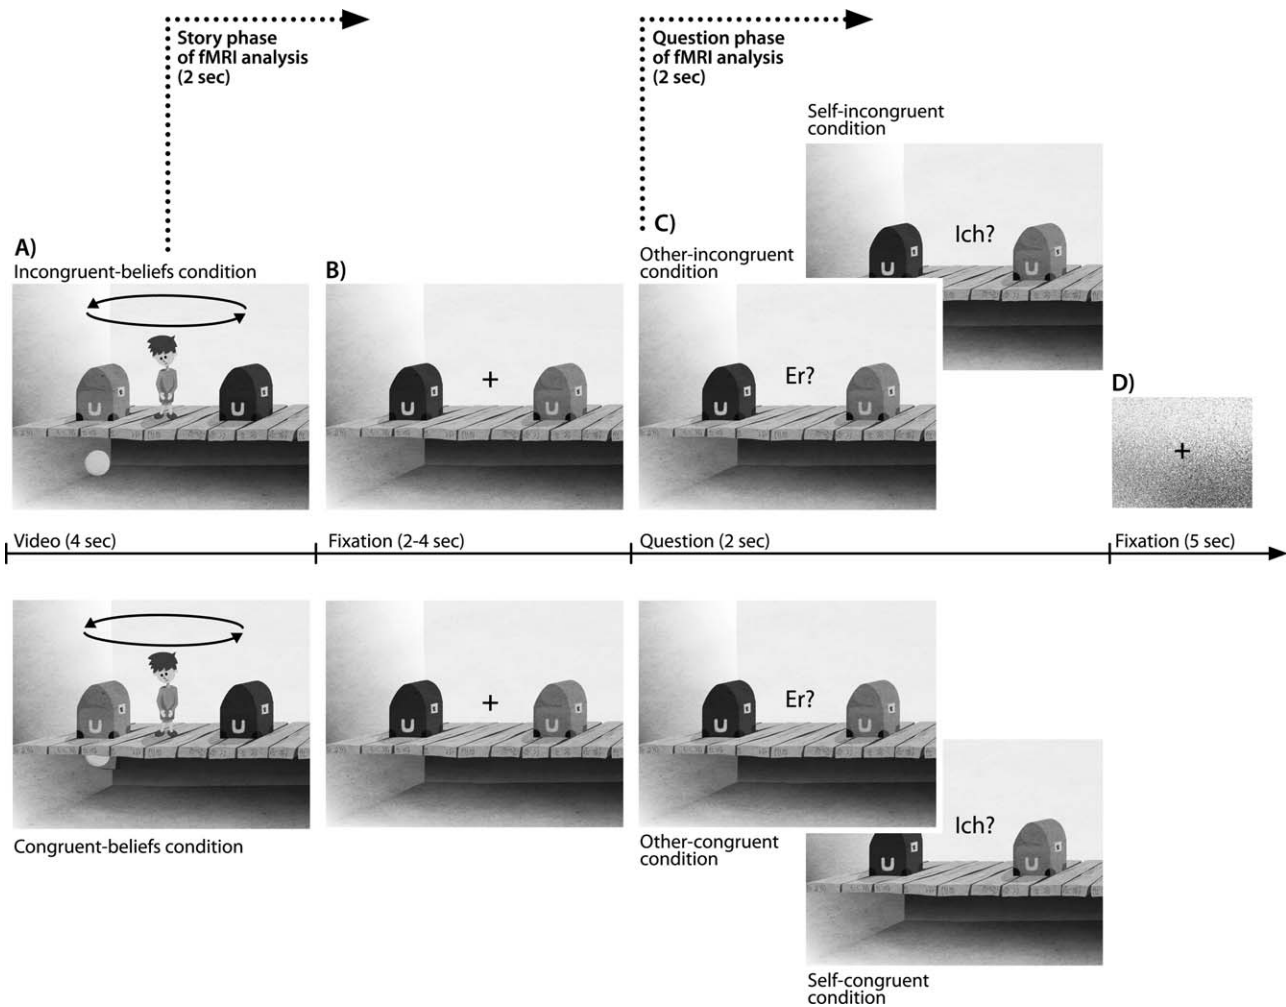 Story phase
of fMRI analysis
(2 sec)
Question phase
of fMRI analysis
(2 sec)
Self-incongruent
condition
Ich?
U
U
A)
Incongruent-beliefs condition
B)
C)
Other-incongruent
condition
U
U
+
U
U
Er?
U
U
D)
+
Video (4 sec)
Fixation (2-4 sec)
Question (2 sec)
Fixation (5 sec)
U
U
+
U
U
Er?
U
U
Congruent-beliefs condition
Other-congruent
condition
Ich?
U
U
Self-congruent
condition